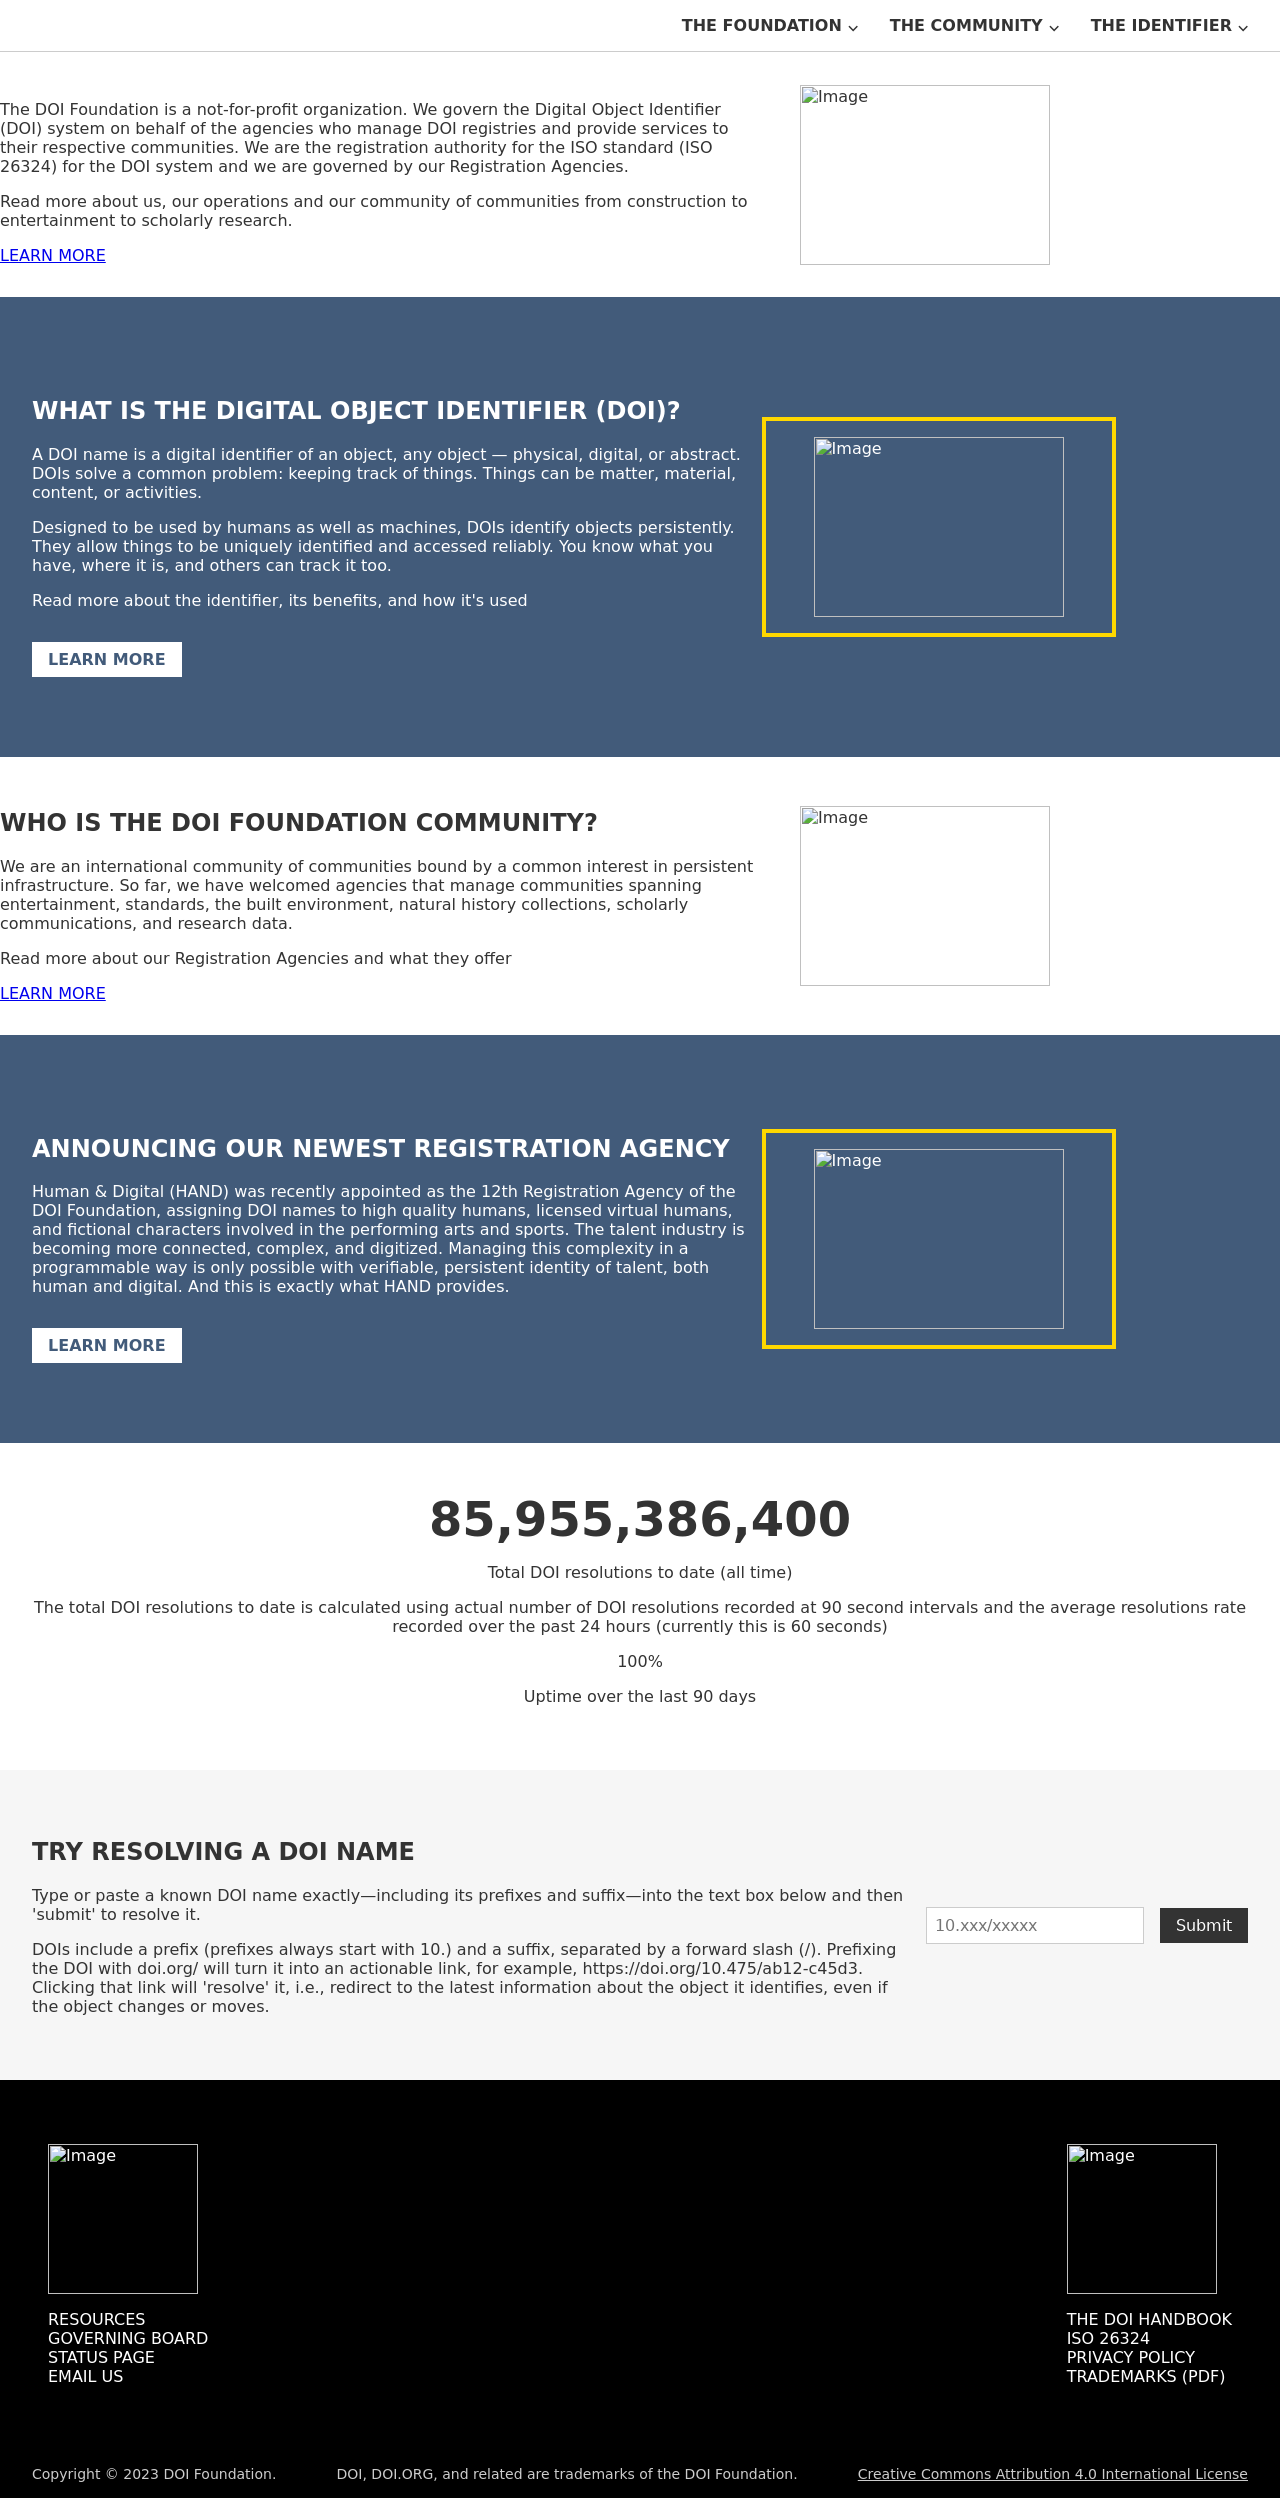 THE FOUNDATION THE COMMUNITY THE IDENTIFIER
The DOI Foundation is a not-for-profit organization. We govern the Digital Object Identifier
(DOI) system on behalf of the agencies who manage DOI registries and provide services to
their respective communities. We are the registration authority for the ISO standard (ISO
26324) for the DOI system and we are governed by our Registration Agencies.
Read more about us, our operations and our community of communities from construction to
entertainment to scholarly research.
LEARN MORE
Image
WHAT IS THE DIGITAL OBJECT IDENTIFIER (DOI)?
A DOI name is a digital identifier of an object, any object — physical, digital, or abstract.
DOIs solve a common problem: keeping track of things. Things can be matter, material,
content, or activities.
Designed to be used by humans as well as machines, DOIs identify objects persistently.
They allow things to be uniquely identified and accessed reliably. You know what you
have, where it is, and others can track it too.
Read more about the identifier, its benefits, and how it's used
LEARN MORE
Image
WHO IS THE DOI FOUNDATION COMMUNITY?
We are an international community of communities bound by a common interest in persistent
infrastructure. So far, we have welcomed agencies that manage communities spanning
entertainment, standards, the built environment, natural history collections, scholarly
communications, and research data.
Read more about our Registration Agencies and what they offer
LEARN MORE
Image
ANNOUNCING OUR NEWEST REGISTRATION AGENCY
Human & Digital (HAND) was recently appointed as the 12th Registration Agency of the
DOI Foundation, assigning DOI names to high quality humans, licensed virtual humans,
and fictional characters involved in the performing arts and sports. The talent industry is
becoming more connected, complex, and digitized. Managing this complexity in a
programmable way is only possible with verifiable, persistent identity of talent, both
human and digital. And this is exactly what HAND provides.
LEARN MORE
Image
85,955,386,400
Total DOI resolutions to date (all time)
The total DOI resolutions to date is calculated using actual number of DOI resolutions recorded at 90 second intervals and the average resolutions rate
recorded over the past 24 hours (currently this is 60 seconds)
100%
Uptime over the last 90 days
TRY RESOLVING A DOI NAME
Type or paste a known DOI name exactly—including its prefixes and suffix—into the text box below and then
'submit' to resolve it.
DOIs include a prefix (prefixes always start with 10.) and a suffix, separated by a forward slash (/). Prefixing
the DOI with doi.org/ will turn it into an actionable link, for example, https://doi.org/10.475/ab12-c45d3.
Clicking that link will 'resolve' it, i.e., redirect to the latest information about the object it identifies, even if
the object changes or moves.
10.xxx/xxxxx Submit
Image
RESOURCES
GOVERNING BOARD
STATUS PAGE
EMAIL US
Image
THE DOI HANDBOOK
ISO 26324
PRIVACY POLICY
TRADEMARKS (PDF)
Copyright © 2023 DOI Foundation. DOI, DOI.ORG, and related are trademarks of the DOI Foundation. Creative Commons Attribution 4.0 International License